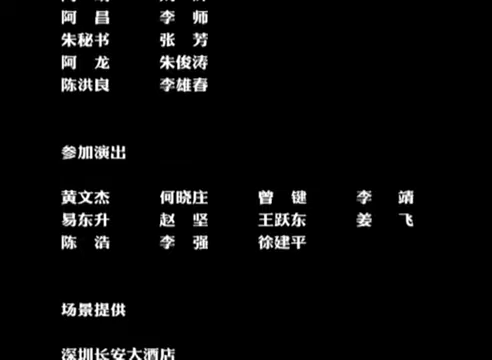 阿 昌 李 师
朱秘书 张 芳
阿 龙 朱俊涛
陈洪良 李雄春
参加演出
黄文杰 何晓庄 曾 键 李 靖
易东升 赵 坚 王跃东 姜 飞
陈 浩 李 强 徐建平
场景提供
深圳长安大酒店